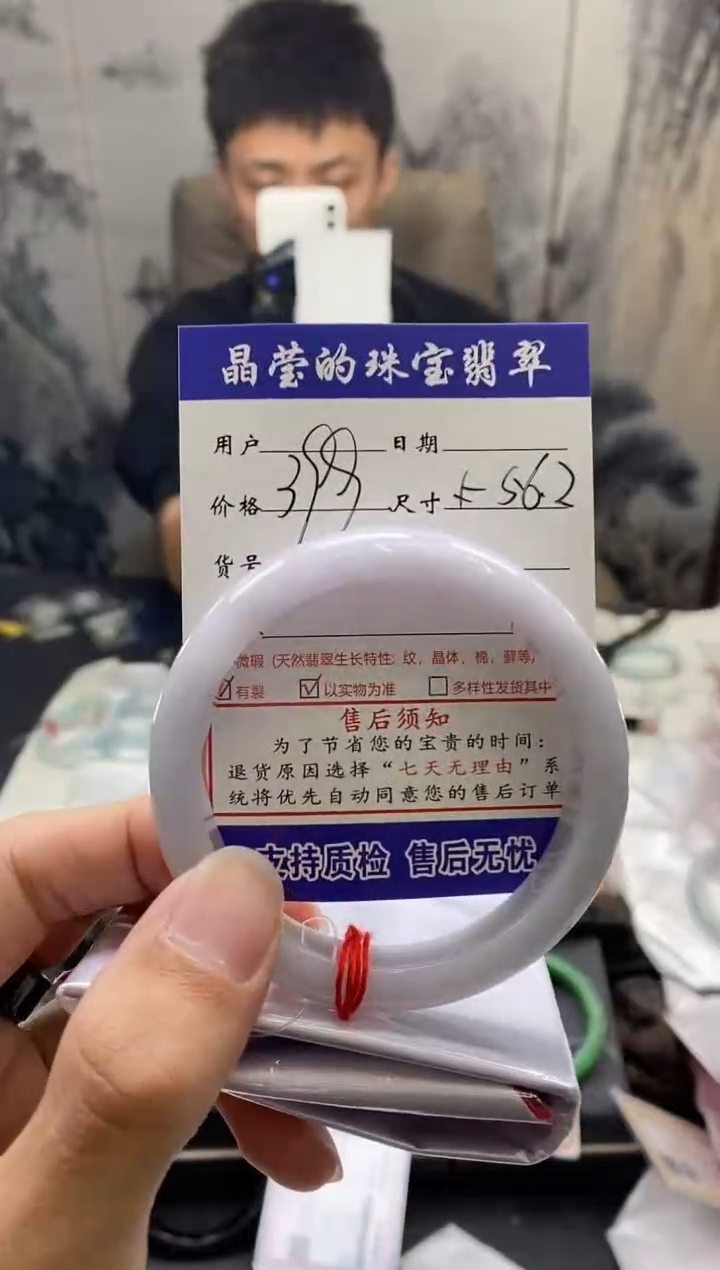 晶莹的珠宝翡翠
用户 日期
价格 399 尺寸 ≠ 56.2
货号
微瑕（天然翡翠生长特性：纹，晶体，棉，藓等）
☑有裂 ☑以实物为准 □多样性发货其中
售后须知
为了节省您的宝贵的时间：
退货原因选择“七天无理由”系
统将优先自动同意您的售后订单
支持质检 售后无忧